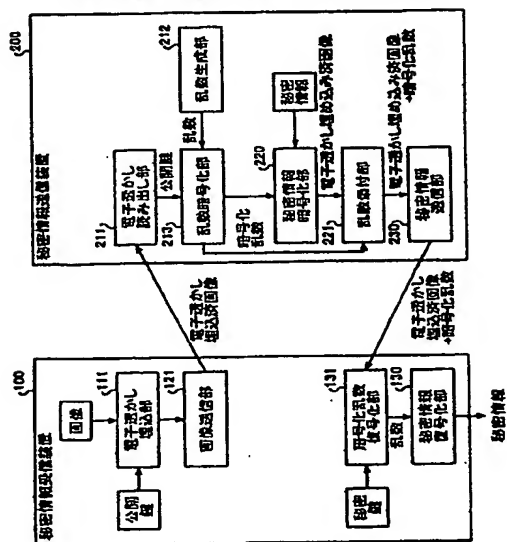 200
秘密情報送信装置
212
乱数生成部
乱数
211
電子透かし
読み出し部
公開鍵
213
乱数暗号化部
暗号化
乱数
秘密
情報
220
秘密情報
暗号化部
電子透かし埋め込み済画像
221
乱数添付部
電子透かし埋め込み済画像
+暗号化乱数
230
秘密情報
送信部
電子透かし
埋込済画像
電子透かし
埋込済画像
+暗号化乱数
100
秘密情報受信装置
画像
111
電子透かし
埋込部
公開
鍵
121
画像送信部
131
暗号化乱数
復号化部
秘密
鍵
乱数
130
秘密情報
復号化部
秘密情報